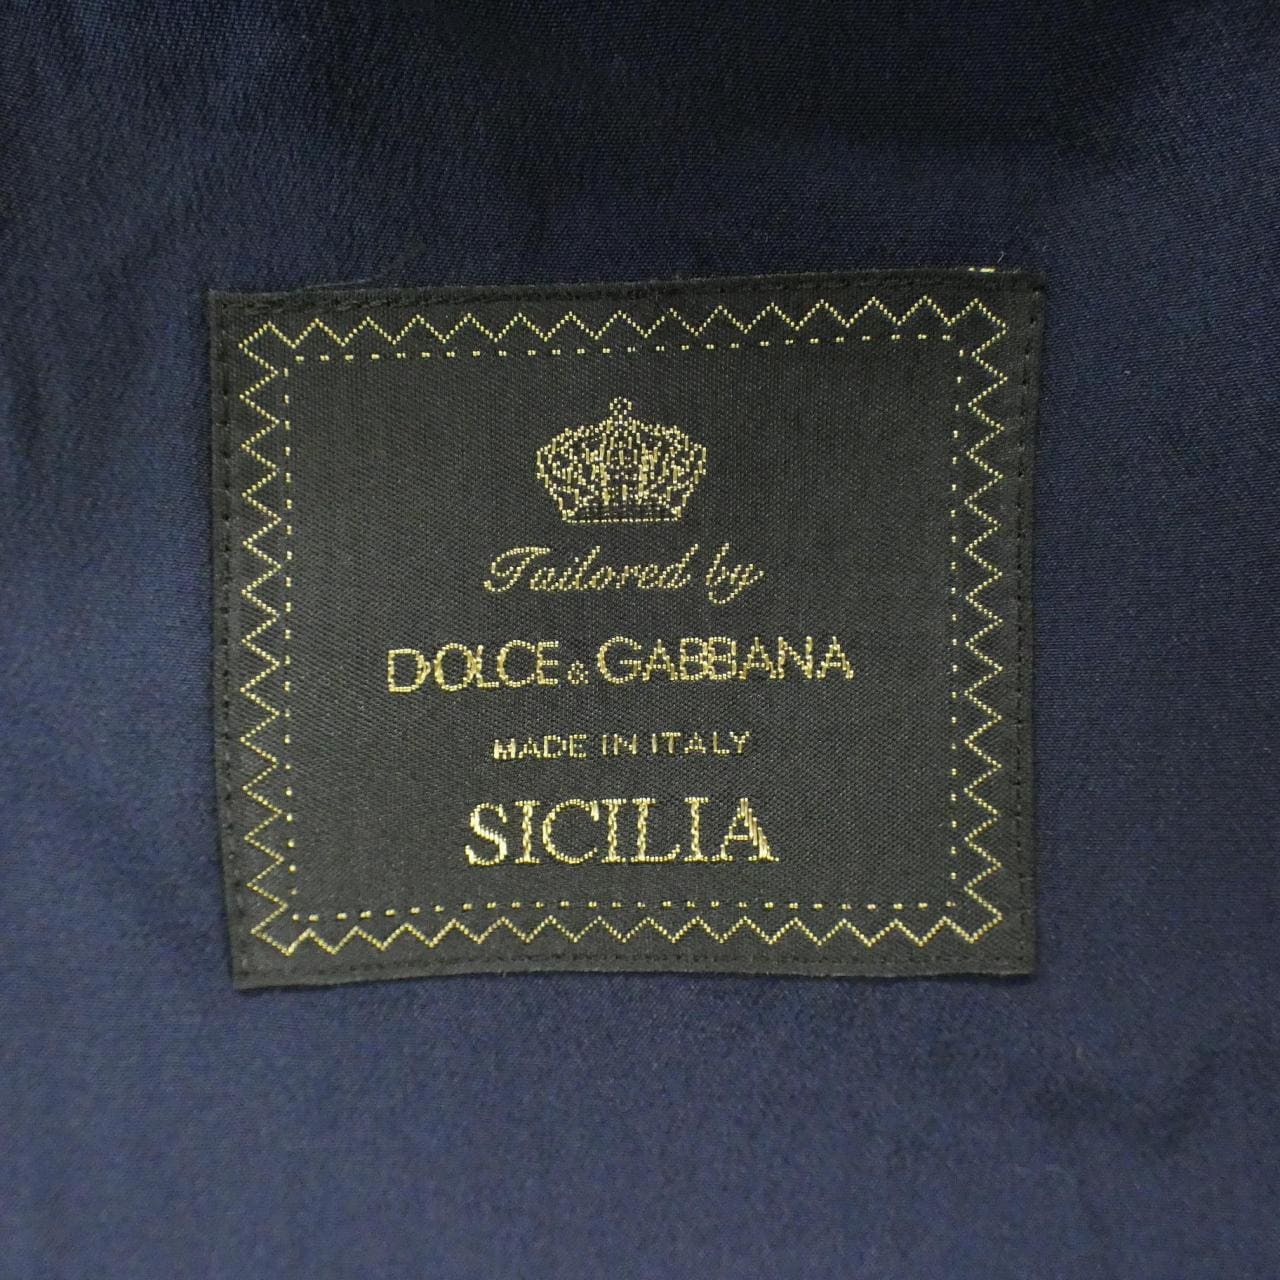 Tailored by
DOLCE & GABBANA
MADE IN ITALY
SICILIA